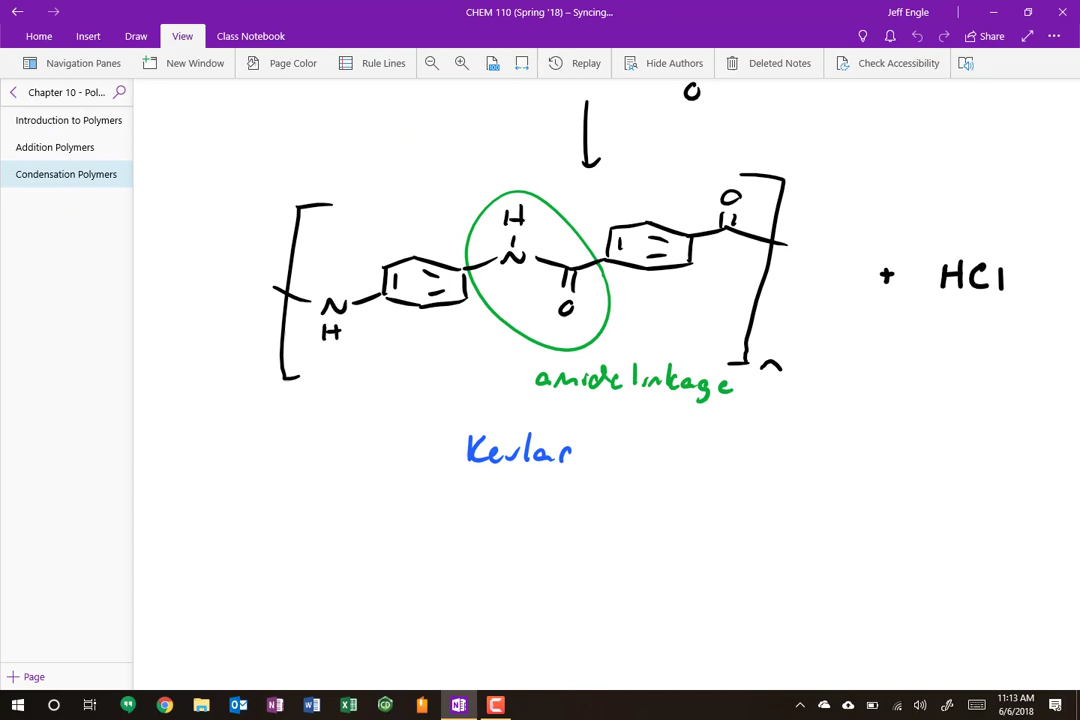 CHEM 110 (Spring '18) – Syncing...
Jeff Engle
Home Insert Draw View Class Notebook
Share
Navigation Panes New Window Page Color Rule Lines 100 Replay Hide Authors Deleted Notes Check Accessibility
Chapter 10 - Pol...
Introduction to Polymers
Addition Polymers
Condensation Polymers
O
O
H
N
N
H
O
+ HCl
n
amide linkage
Kevlar
+ Page
11:13 AM
6/6/2018